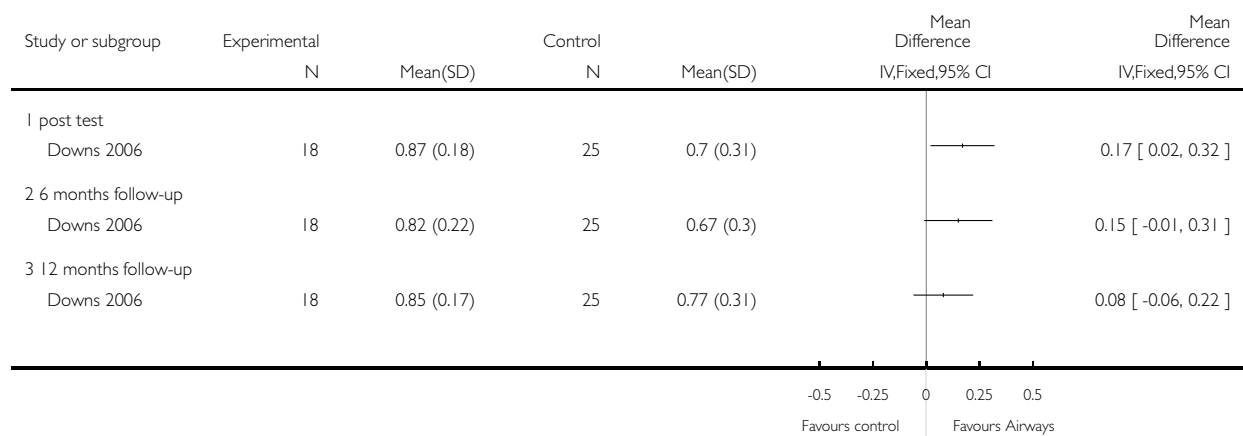 Study or subgroup Experimental Control Mean Difference Mean Difference
N Mean(SD) N Mean(SD) IV,Fixed,95% CI IV,Fixed,95% CI
1 post test
Downs 2006 18 0.87 (0.18) 25 0.7 (0.31) 0.17 [ 0.02, 0.32 ]
2 6 months follow-up
Downs 2006 18 0.82 (0.22) 25 0.67 (0.3) 0.15 [ -0.01, 0.31 ]
3 12 months follow-up
Downs 2006 18 0.85 (0.17) 25 0.77 (0.31) 0.08 [ -0.06, 0.22 ]
-0.5 -0.25 0 0.25 0.5
Favours control Favours Airways